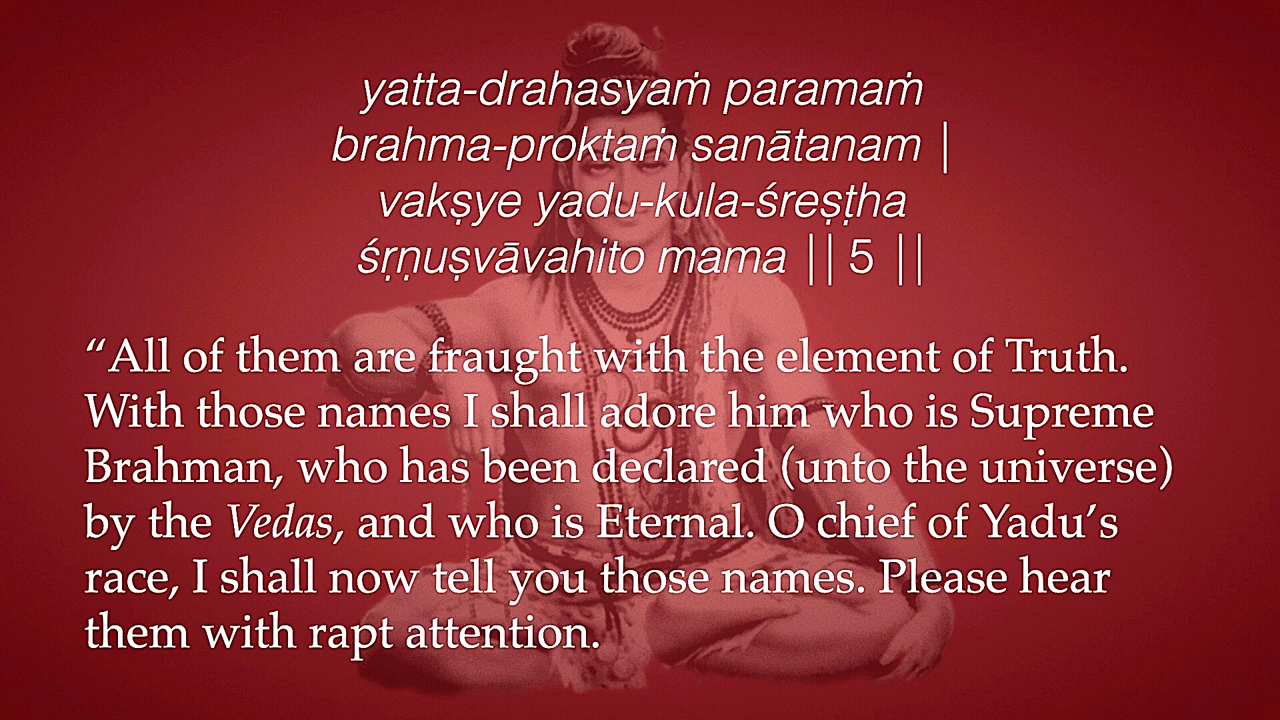 yatta-drahasyaṁ paramaṁ
brahma-proktaṁ sanātanam |
vakṣye yadu-kula-śreṣṭha
śṛṇuṣvāvahito mama || 5 ||
“All of them are fraught with the element of Truth.
With those names I shall adore him who is Supreme
Brahman, who has been declared (unto the universe)
by the Vedas, and who is Eternal. O chief of Yadu’s
race, I shall now tell you those names. Please hear
them with rapt attention.